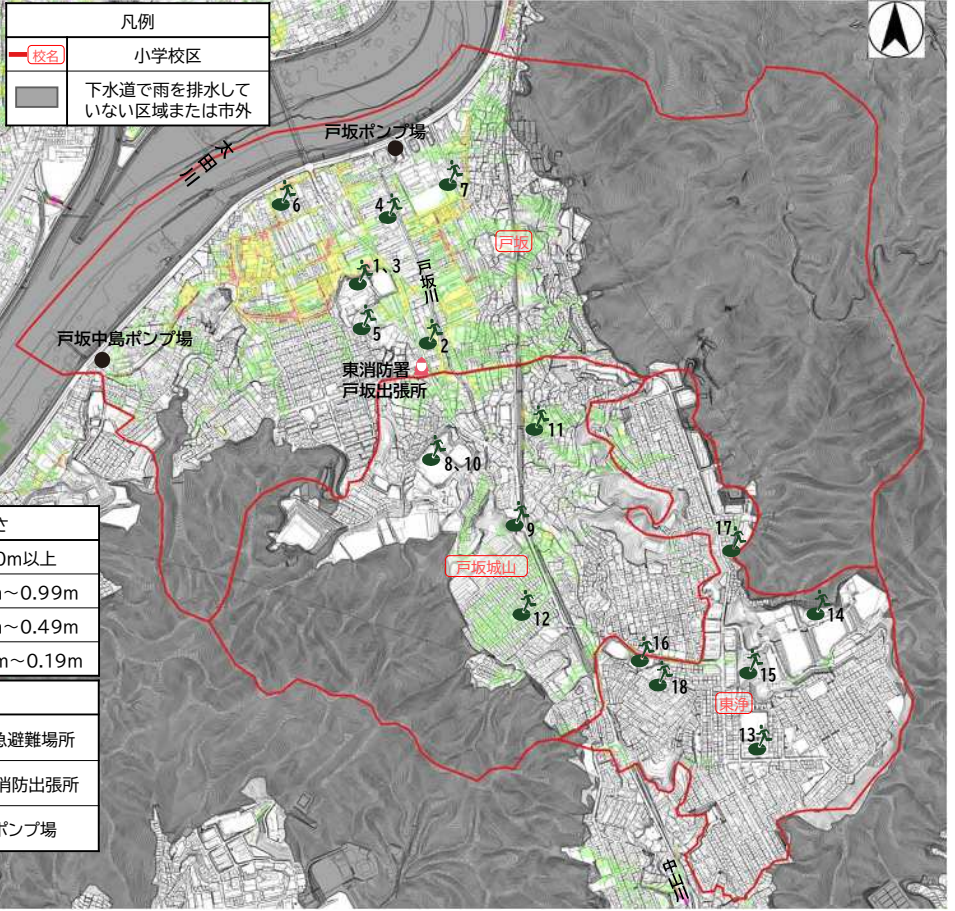 凡例
校名
小学校区
下水道で雨を排水して
いない区域または市外
戸坂ポンプ場
太田川
7
6
4
戸坂
1、3
戸坂川
5
2
戸坂中島ポンプ場
東消防署
戸坂出張所
11
8、10
9
17
さ
0m以上
～0.99m
～0.49m
m～0.19m
急避難場所
消防出張所
ポンプ場
戸坂城山
12
14
16
15
18
東浄
13